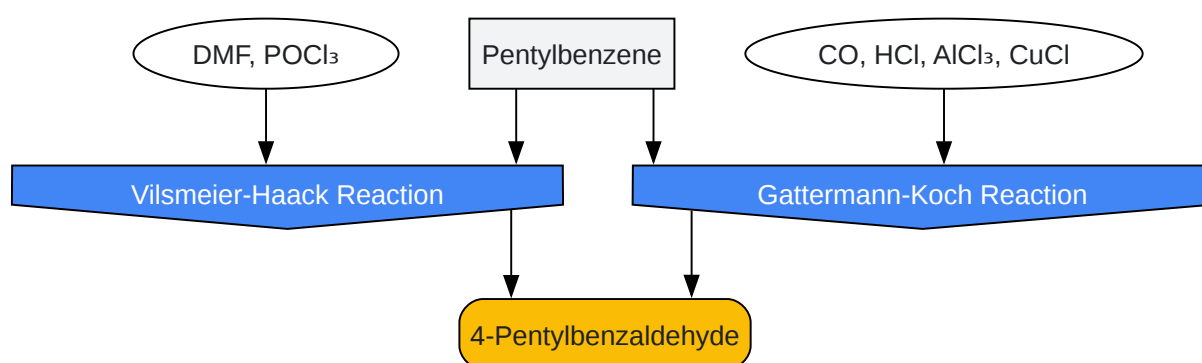 DMF, POCl₃
Pentylbenzene
CO, HCl, AlCl₃, CuCl
Vilsmeier-Haack Reaction
Gattermann-Koch Reaction
4-Pentylbenzaldehyde